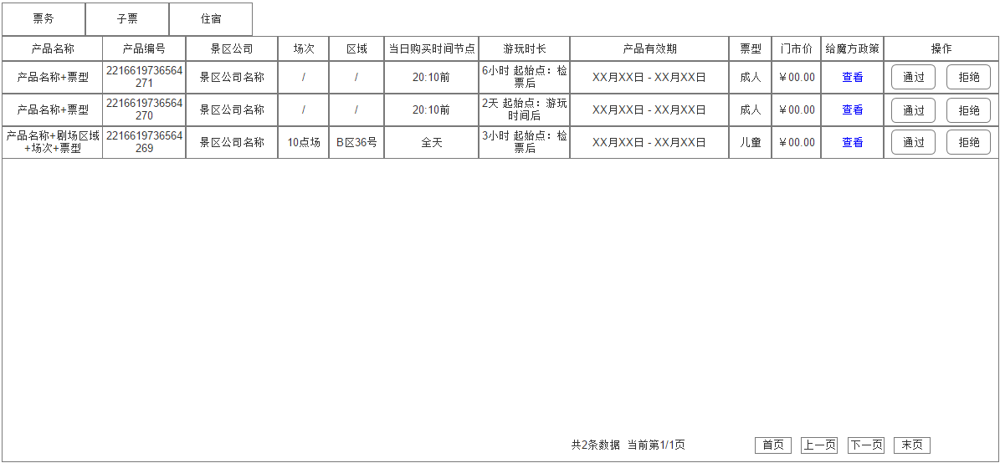 票务 子票 住宿
产品名称 产品编号 景区公司 场次 区域 当日购买时间节点 游玩时长 产品有效期 票型 门市价 给魔方政策 操作
产品名称+票型 2216619736564 景区公司名称 / / 20:10前 6小时 起始点：检 XX月XX日 - XX月XX日 成人 ￥00.00 查看 通过 拒绝
271 票后
产品名称+票型 2216619736564 景区公司名称 / / 20:10前 2天 起始点：游玩 XX月XX日 - XX月XX日 成人 ￥00.00 查看 通过 拒绝
270 时间后
产品名称+剧场区域 2216619736564 景区公司名称 10点场 B区36号 全天 3小时 起始点：检 XX月XX日 - XX月XX日 儿童 ￥00.00 查看 通过 拒绝
+场次+票型 269 票后
共2条数据 当前第1/1页 首页 上一页 下一页 末页